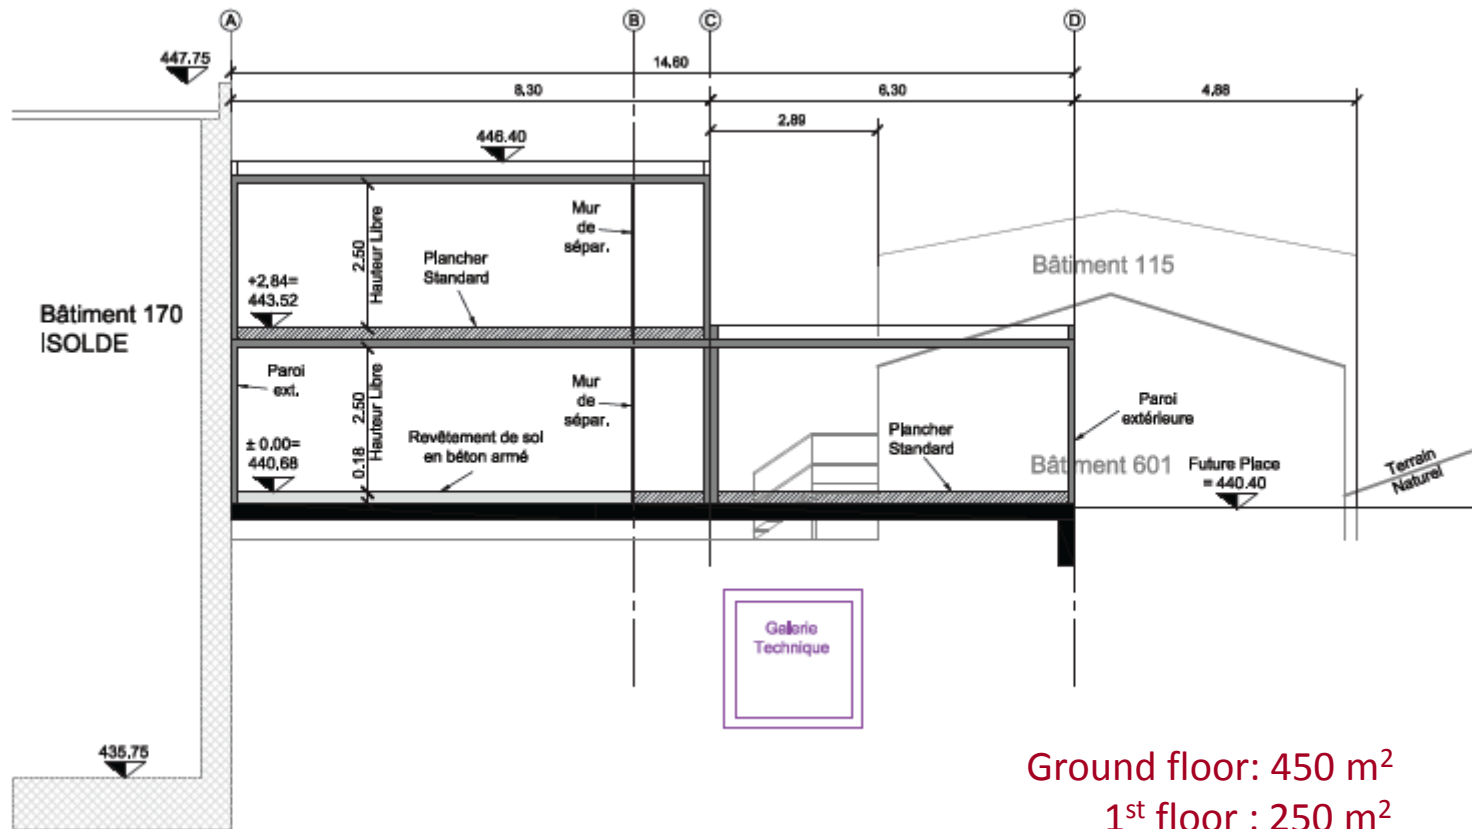 A
B
C
D
447.75
14.60
8.30
6.30
4.88
2.89
446.40
2.50
Hauteur Libre
Mur
de
sépar.
Plancher
Standard
+2.84=
443.52
Bâtiment 115
Bâtiment 170
ISOLDE
Paroi
ext.
2.50
Hauteur Libre
0.18
Mur
de
sépar.
Revêtement de sol
en béton armé
± 0.00=
440.68
Plancher
Standard
Paroi
extérieure
Bâtiment 601
Future Place
= 440.40
Terrain
Naturel
Galerie
Technique
435.75
Ground floor: 450 m²
1st floor : 250 m²